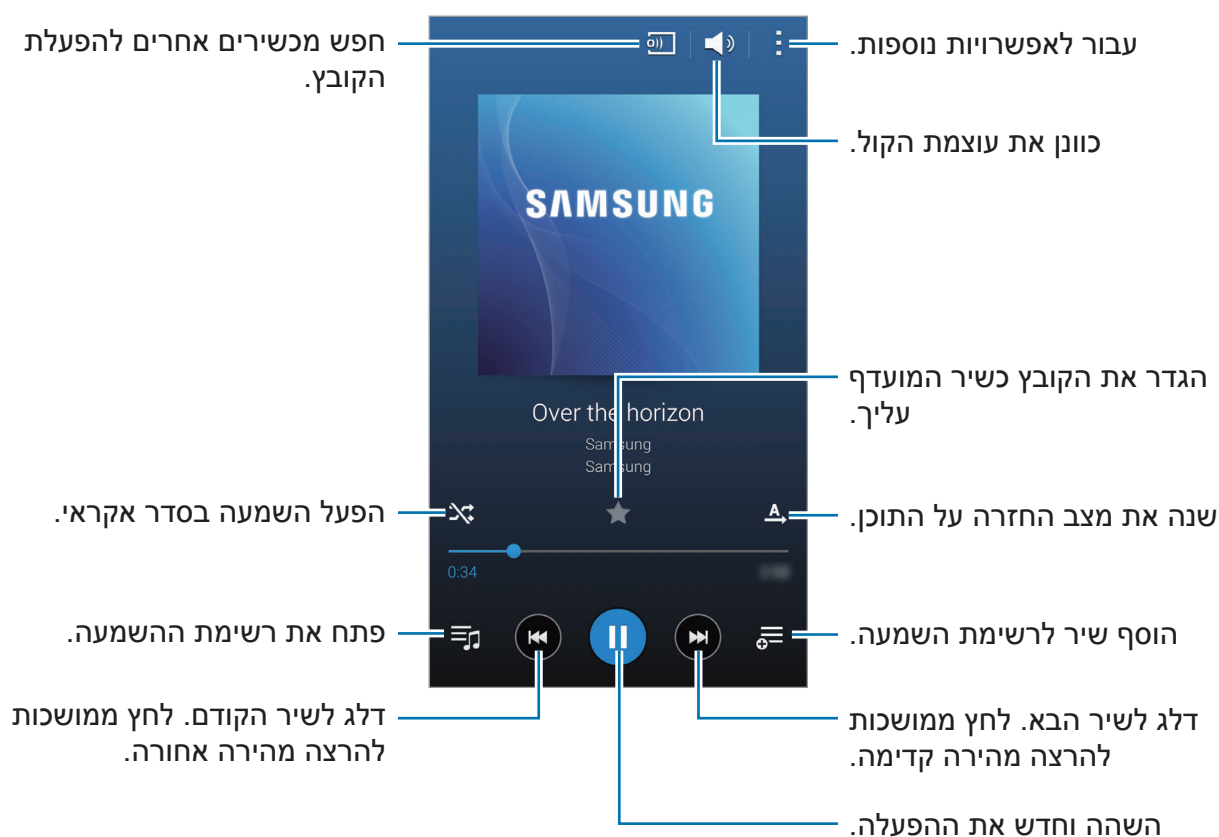 חפש מכשירים אחרים להפעלת
הקובץ.
עבור לאפשרויות נוספות.
כוונן את עוצמת הקול.
SAMSUNG
הגדר את הקובץ כשיר המועדף
עליך.
Over the horizon
Samsung
Samsung
הפעל השמעה בסדר אקראי.
A
שנה את מצב החזרה על התוכן.
0:34
פתח את רשימת ההשמעה.
הוסף שיר לרשימת השמעה.
דלג לשיר הקודם. לחץ ממושכות
להרצה מהירה אחורה.
דלג לשיר הבא. לחץ ממושכות
להרצה מהירה קדימה.
השהה וחדש את ההפעלה.